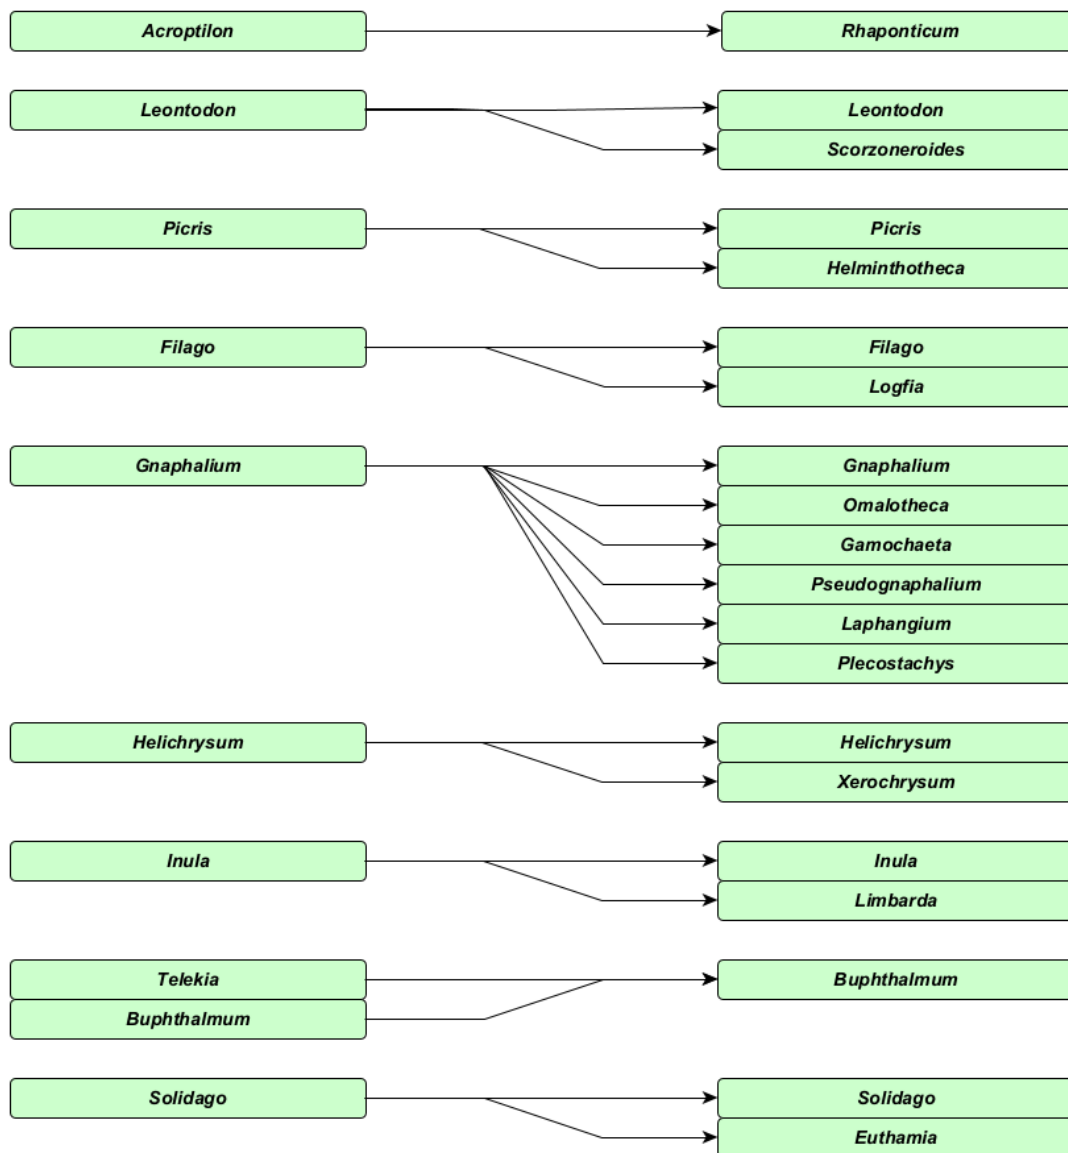 Acroptilon Rhaponticum
Leontodon Leontodon
Scorzoneroides
Picris Picris
Helminthotheca
Filago Filago
Logfia
Gnaphalium Gnaphalium
Omalotheca
Gamochaeta
Pseudognaphalium
Laphangium
Plecostachys
Helichrysum Helichrysum
Xerochrysum
Inula Inula
Limbarda
Telekia Buphthalmum
Buphthalmum
Solidago Solidago
Euthamia